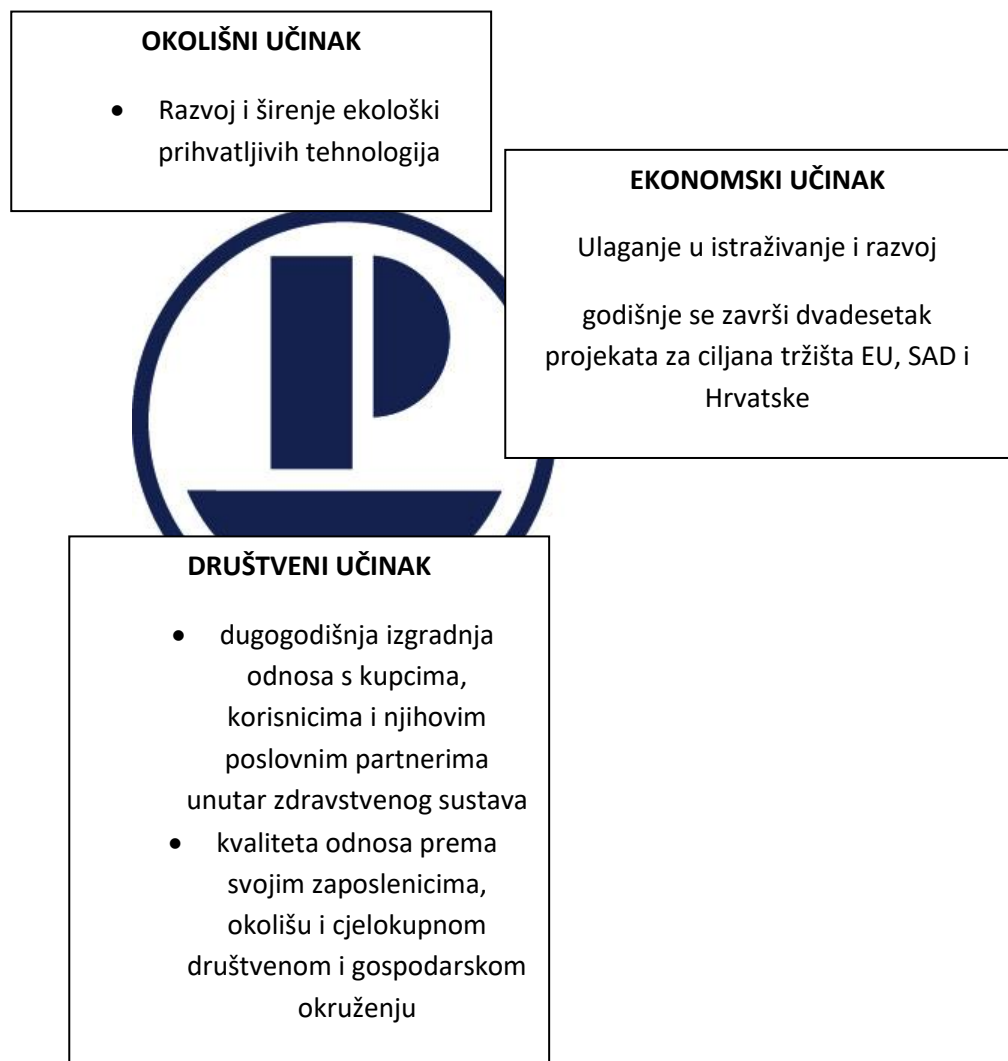 OKOLIŠNI UČINAK
• Razvoj i širenje ekološki
prihvatljivih tehnologija
EKONOMSKI UČINAK
Ulaganje u istraživanje i razvoj
godišnje se završi dvadesetak
projekata za ciljana tržišta EU, SAD i
Hrvatske
P
DRUŠTVENI UČINAK
• dugogodišnja izgradnja
odnosa s kupcima,
korisnicima i njihovim
poslovnim partnerima
unutar zdravstvenog sustava
• kvaliteta odnosa prema
svojim zaposlenicima,
okolišu i cjelokupnom
društvenom i gospodarskom
okruženju